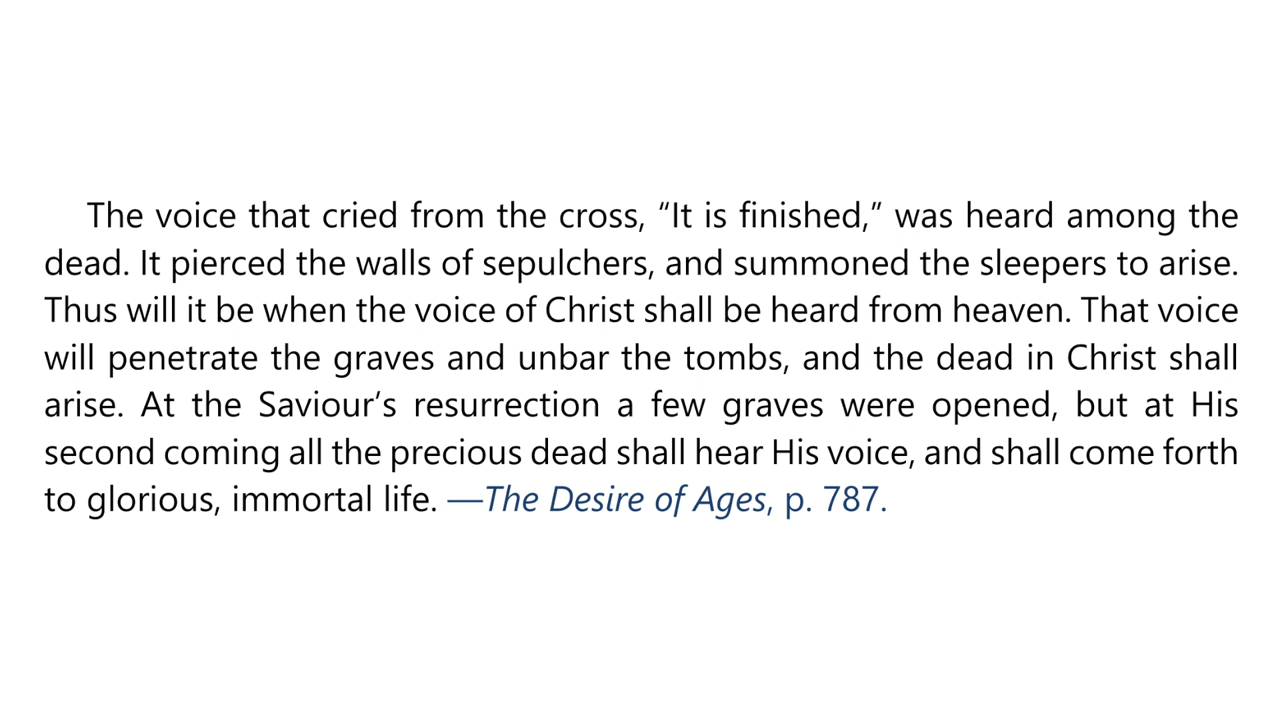 The voice that cried from the cross, “It is finished,” was heard among the
dead. It pierced the walls of sepulchers, and summoned the sleepers to arise.
Thus will it be when the voice of Christ shall be heard from heaven. That voice
will penetrate the graves and unbar the tombs, and the dead in Christ shall
arise. At the Saviour’s resurrection a few graves were opened, but at His
second coming all the precious dead shall hear His voice, and shall come forth
to glorious, immortal life. —The Desire of Ages, p. 787.